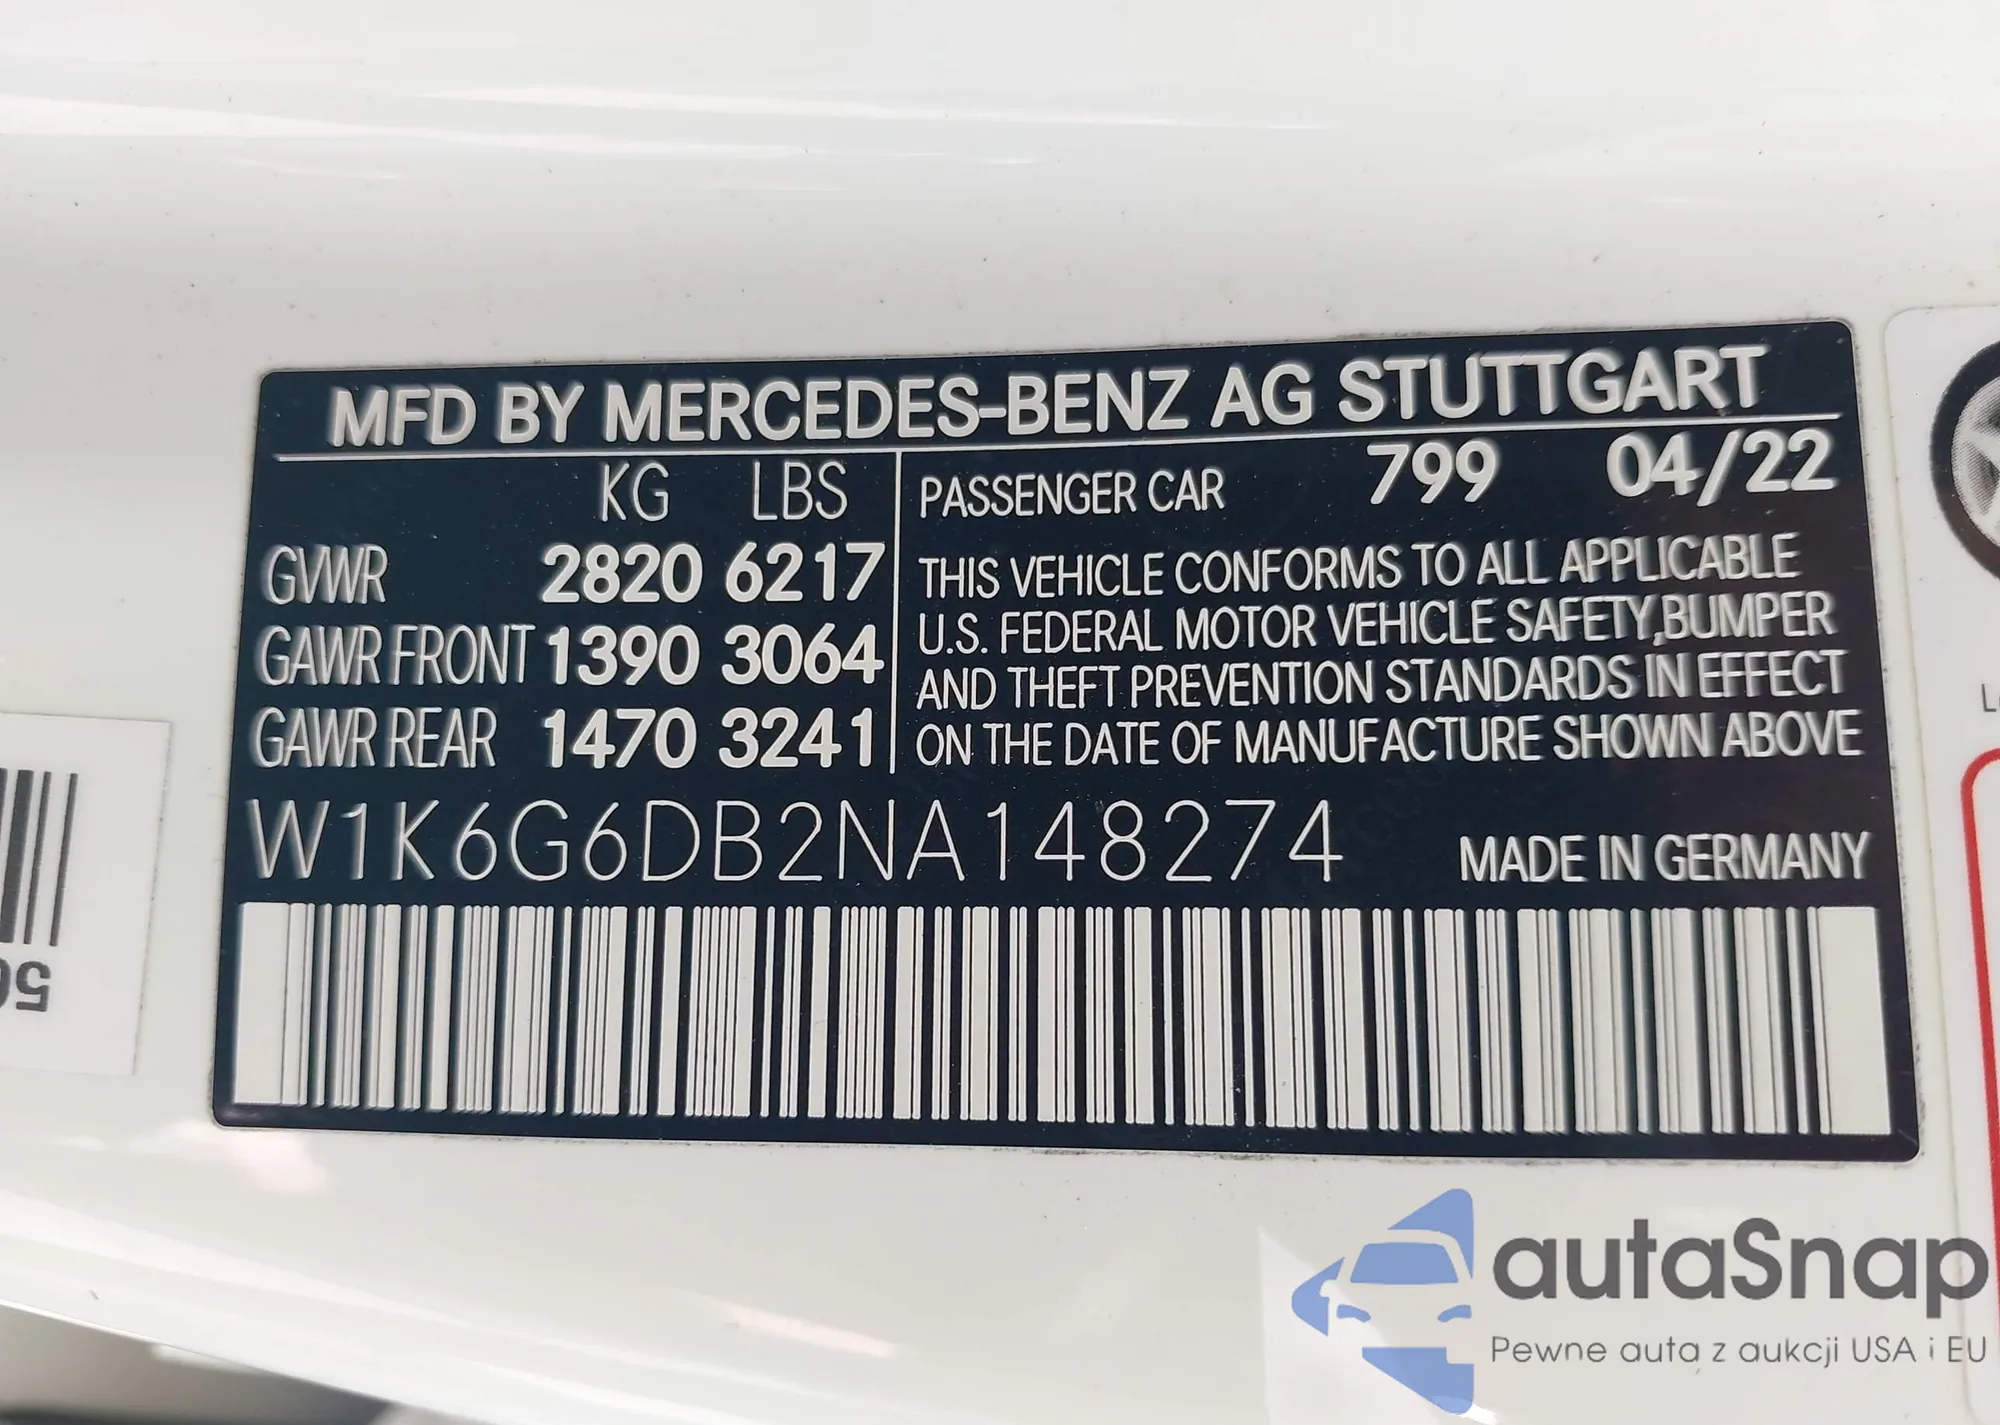 MFD BY MERCEDES-BENZ AG STUTTGART
KG LBS
GVWR 2820 6217
GAWR FRONT 1390 3064
GAWR REAR 1470 3241
PASSENGER CAR 799 04/22
THIS VEHICLE CONFORMS TO ALL APPLICABLE
U.S. FEDERAL MOTOR VEHICLE SAFETY,BUMPER
AND THEFT PREVENTION STANDARDS IN EFFECT
ON THE DATE OF MANUFACTURE SHOWN ABOVE
W1K6G6DB2NA148274 MADE IN GERMANY
autaSnap
Pewne auta z aukcji USA i EU